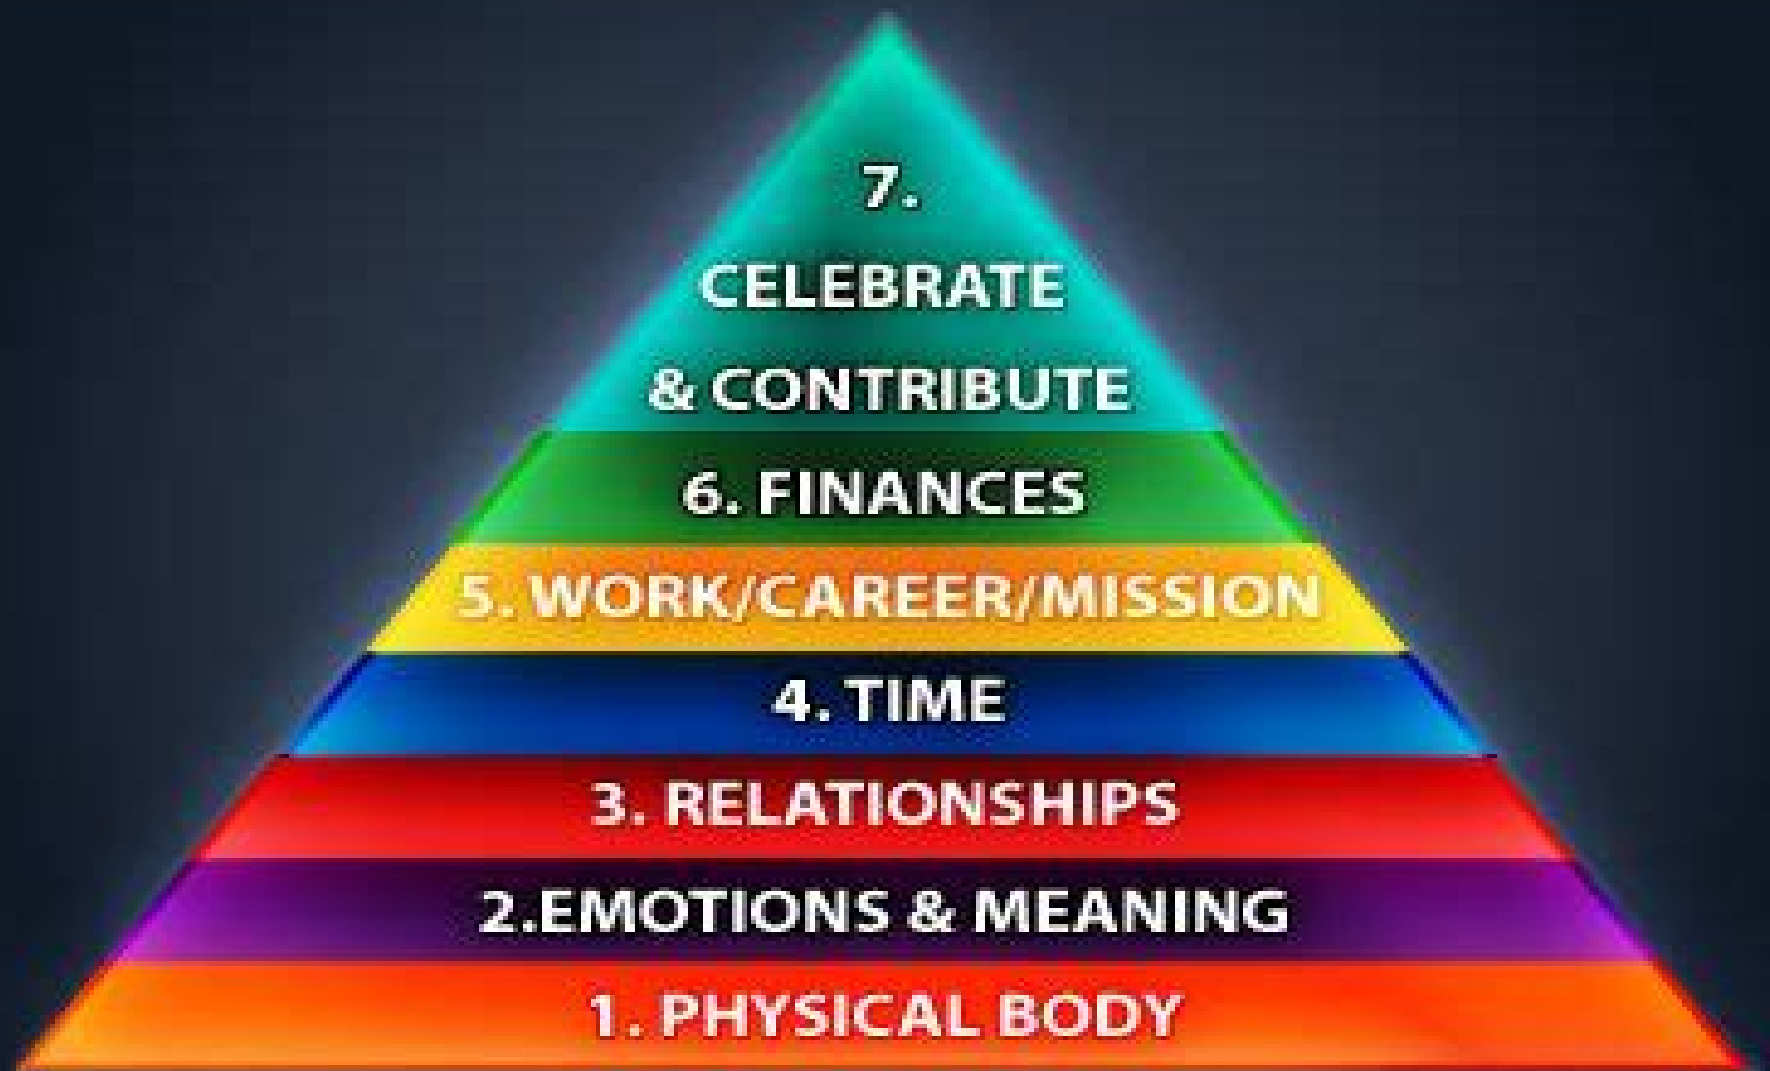 7.
CELEBRATE
& CONTRIBUTE
6. FINANCES
5. WORK/CAREER/MISSION
4. TIME
3. RELATIONSHIPS
2.EMOTIONS & MEANING
1. PHYSICAL BODY